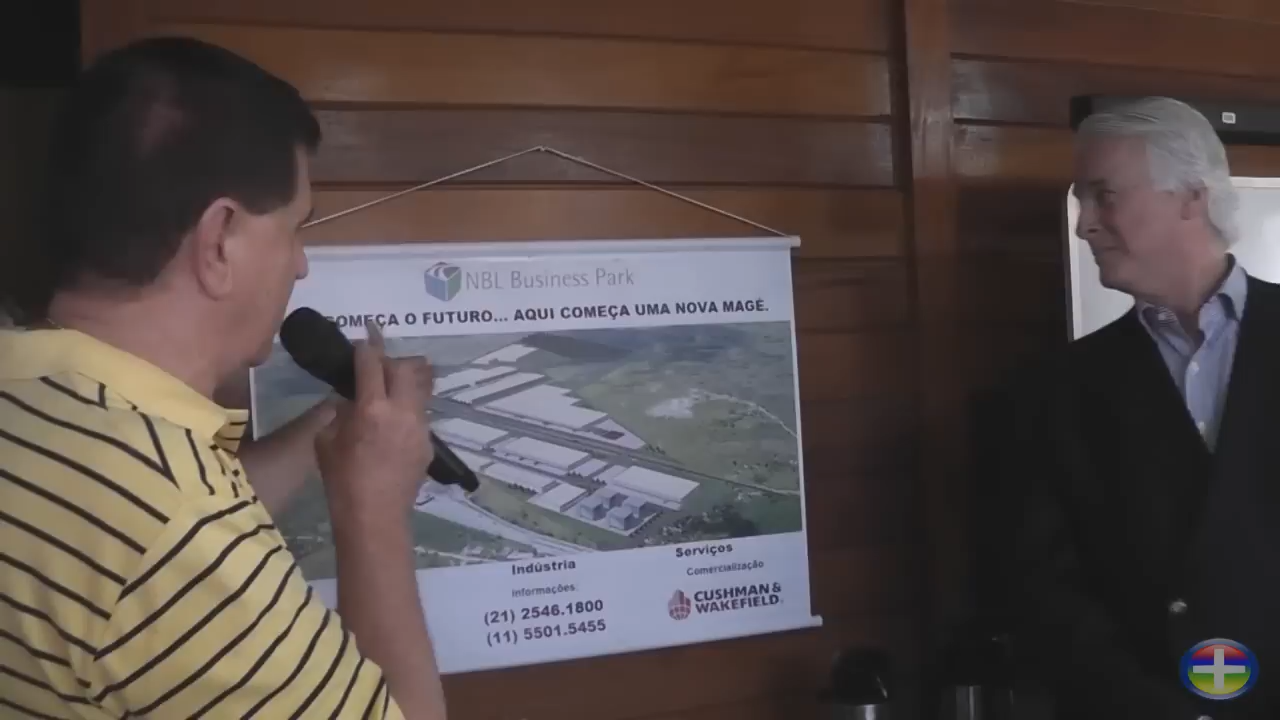 NBL Business Park
COMEÇA O FUTURO... AQUI COMEÇA UMA NOVA MAGÉ.
Indústria
Informações:
(21) 2546.1800
(11) 5501.5455
Serviços
Comercialização
CUSHMAN &
WAKEFIELD